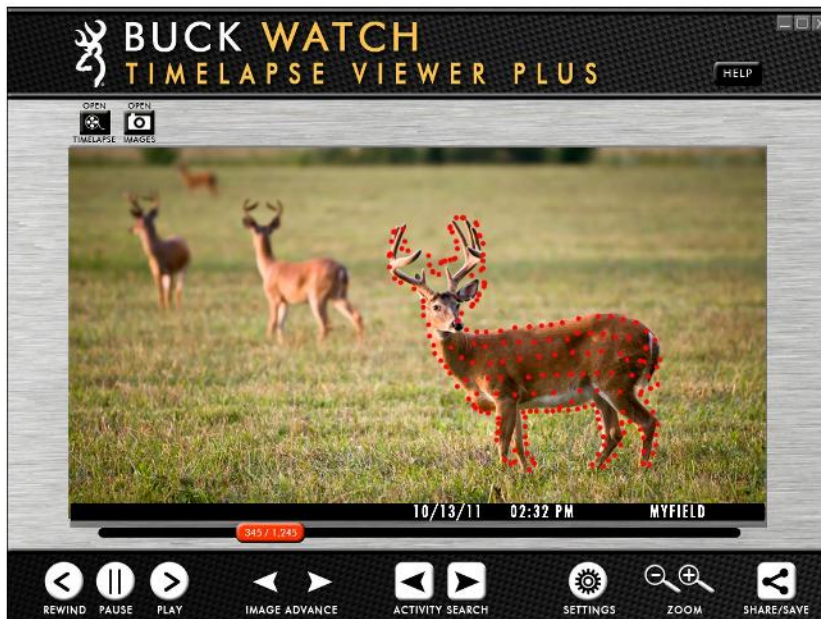 BUCK WATCH
TIMELAPSE VIEWER PLUS
HELP
OPEN OPEN
TIMELAPSE IMAGES
10/13/11 02:32 PM MYFIELD
345 / 1,245
REWIND PAUSE PLAY IMAGE ADVANCE ACTIVITY SEARCH SETTINGS ZOOM SHARE/SAVE